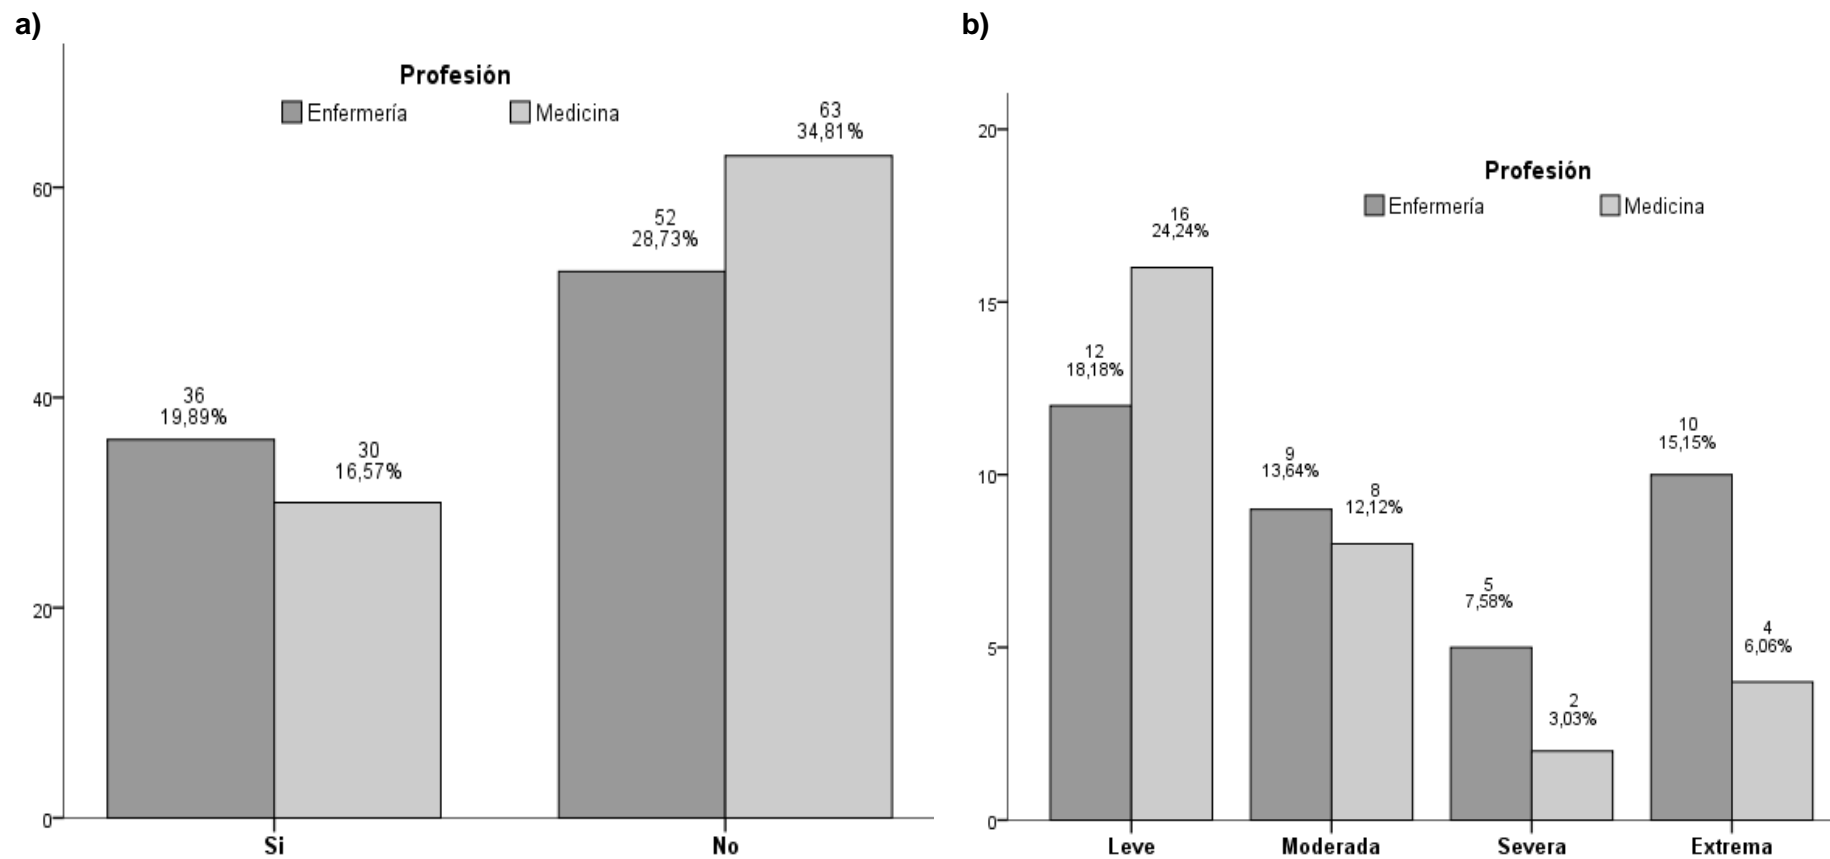 a)
Profesión
Enfermería
Medicina
63
34,81%
60
52
28,73%
40
36
19,89%
30
16,57%
20
0
Si
No
b)
20
Profesión
Enfermería
Medicina
16
24,24%
15
12
18,18%
10
9
13,64%
8
12,12%
10
15,15%
5
5
7,58%
2
3,03%
4
6,06%
0
Leve
Moderada
Severa
Extrema